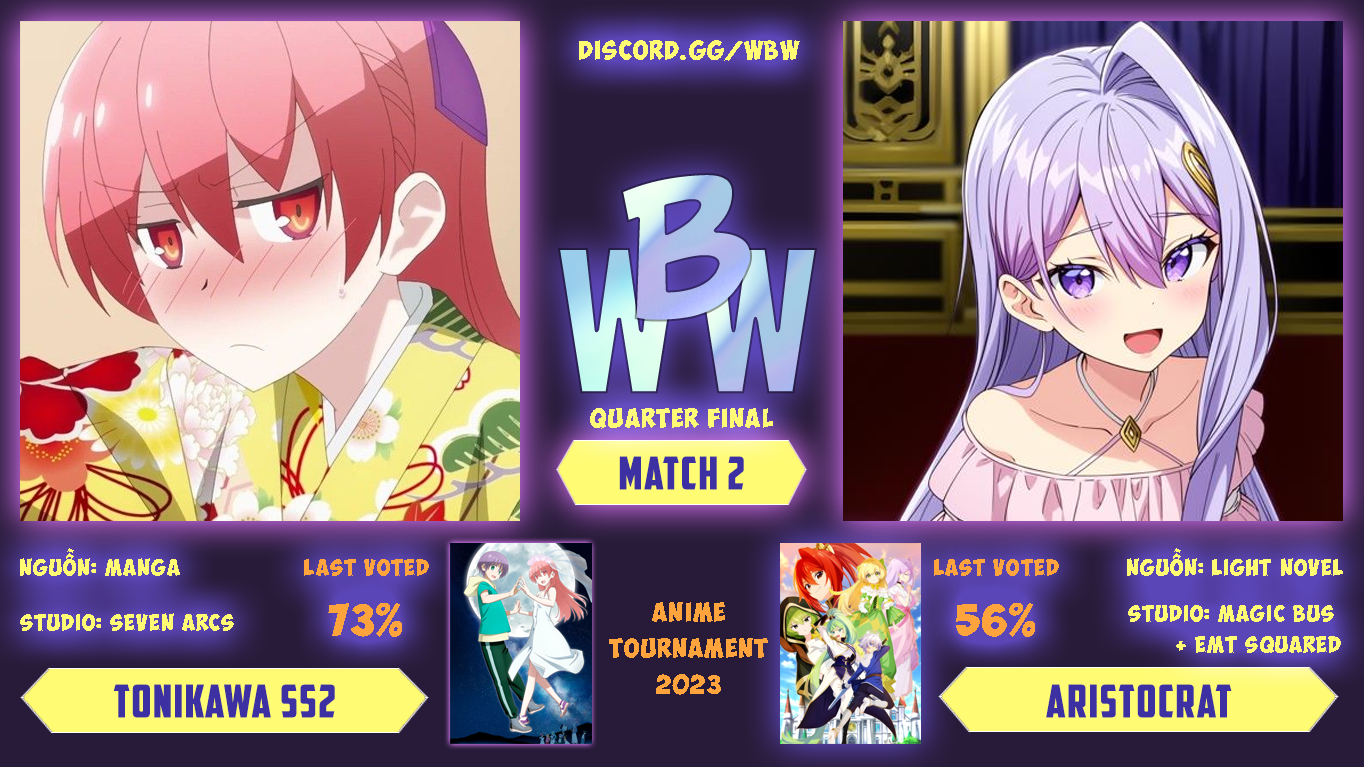 DISCORD.GG/WBW
WBW
QUARTER FINAL
MATCH 2
NGUỒN: MANGA
STUDIO: SEVEN ARCS
LAST VOTED
73%
TONIKAWA SS2
ANIME
TOURNAMENT
2023
LAST VOTED
56%
NGUỒN: LIGHT NOVEL
STUDIO: MAGIC BUS
+ EMT SQUARED
ARISTOCRAT